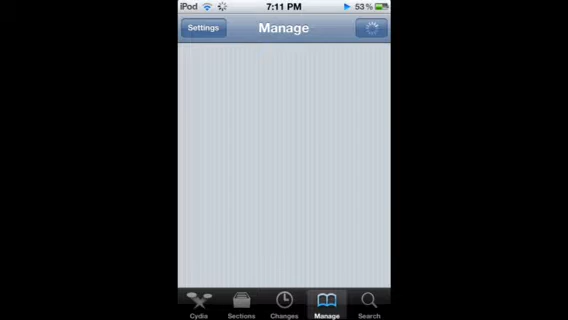 iPod 7:11 PM 53%
Settings Manage
Cydia Sections Changes Manage Search